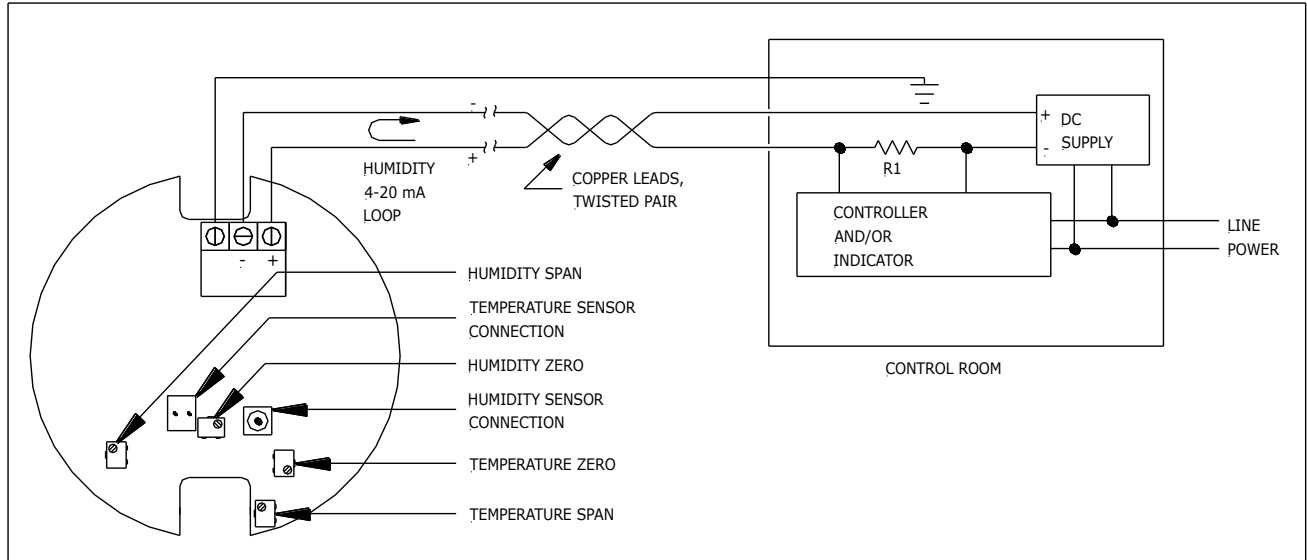 -
+
DC
SUPPLY
+
-
R1
HUMIDITY
4-20 mA
LOOP
COPPER LEADS,
TWISTED PAIR
CONTROLLER
AND/OR
INDICATOR
LINE
POWER
- +
HUMIDITY SPAN
TEMPERATURE SENSOR
CONNECTION
HUMIDITY ZERO
HUMIDITY SENSOR
CONNECTION
TEMPERATURE ZERO
TEMPERATURE SPAN
CONTROL ROOM